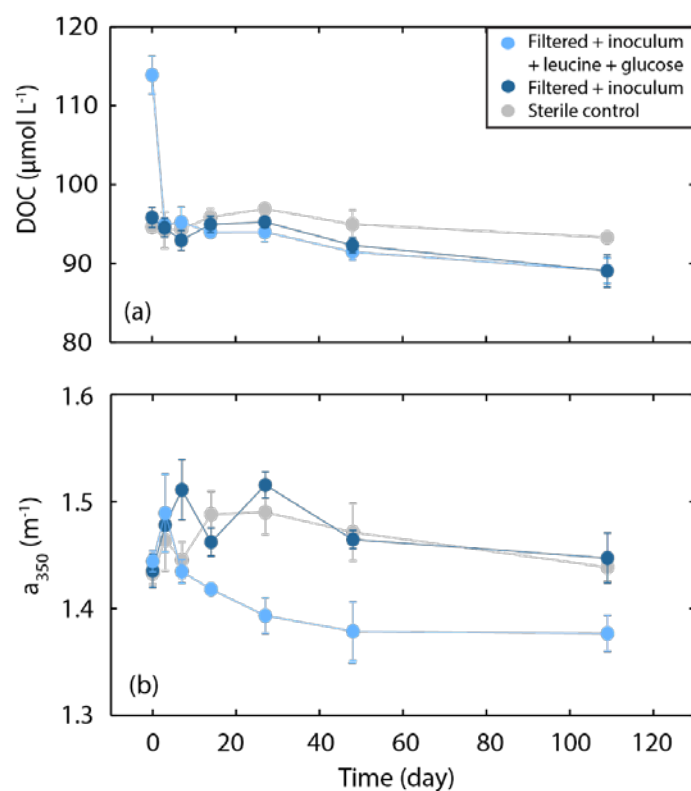 120
110
100
90
80
DOC (µmol L⁻¹)
Filtered + inoculum
+ leucine + glucose
Filtered + inoculum
Sterile control
(a)
1.6
1.5
1.4
1.3
a₃₅₀ (m⁻¹)
(b)
0 20 40 60 80 100 120
Time (day)